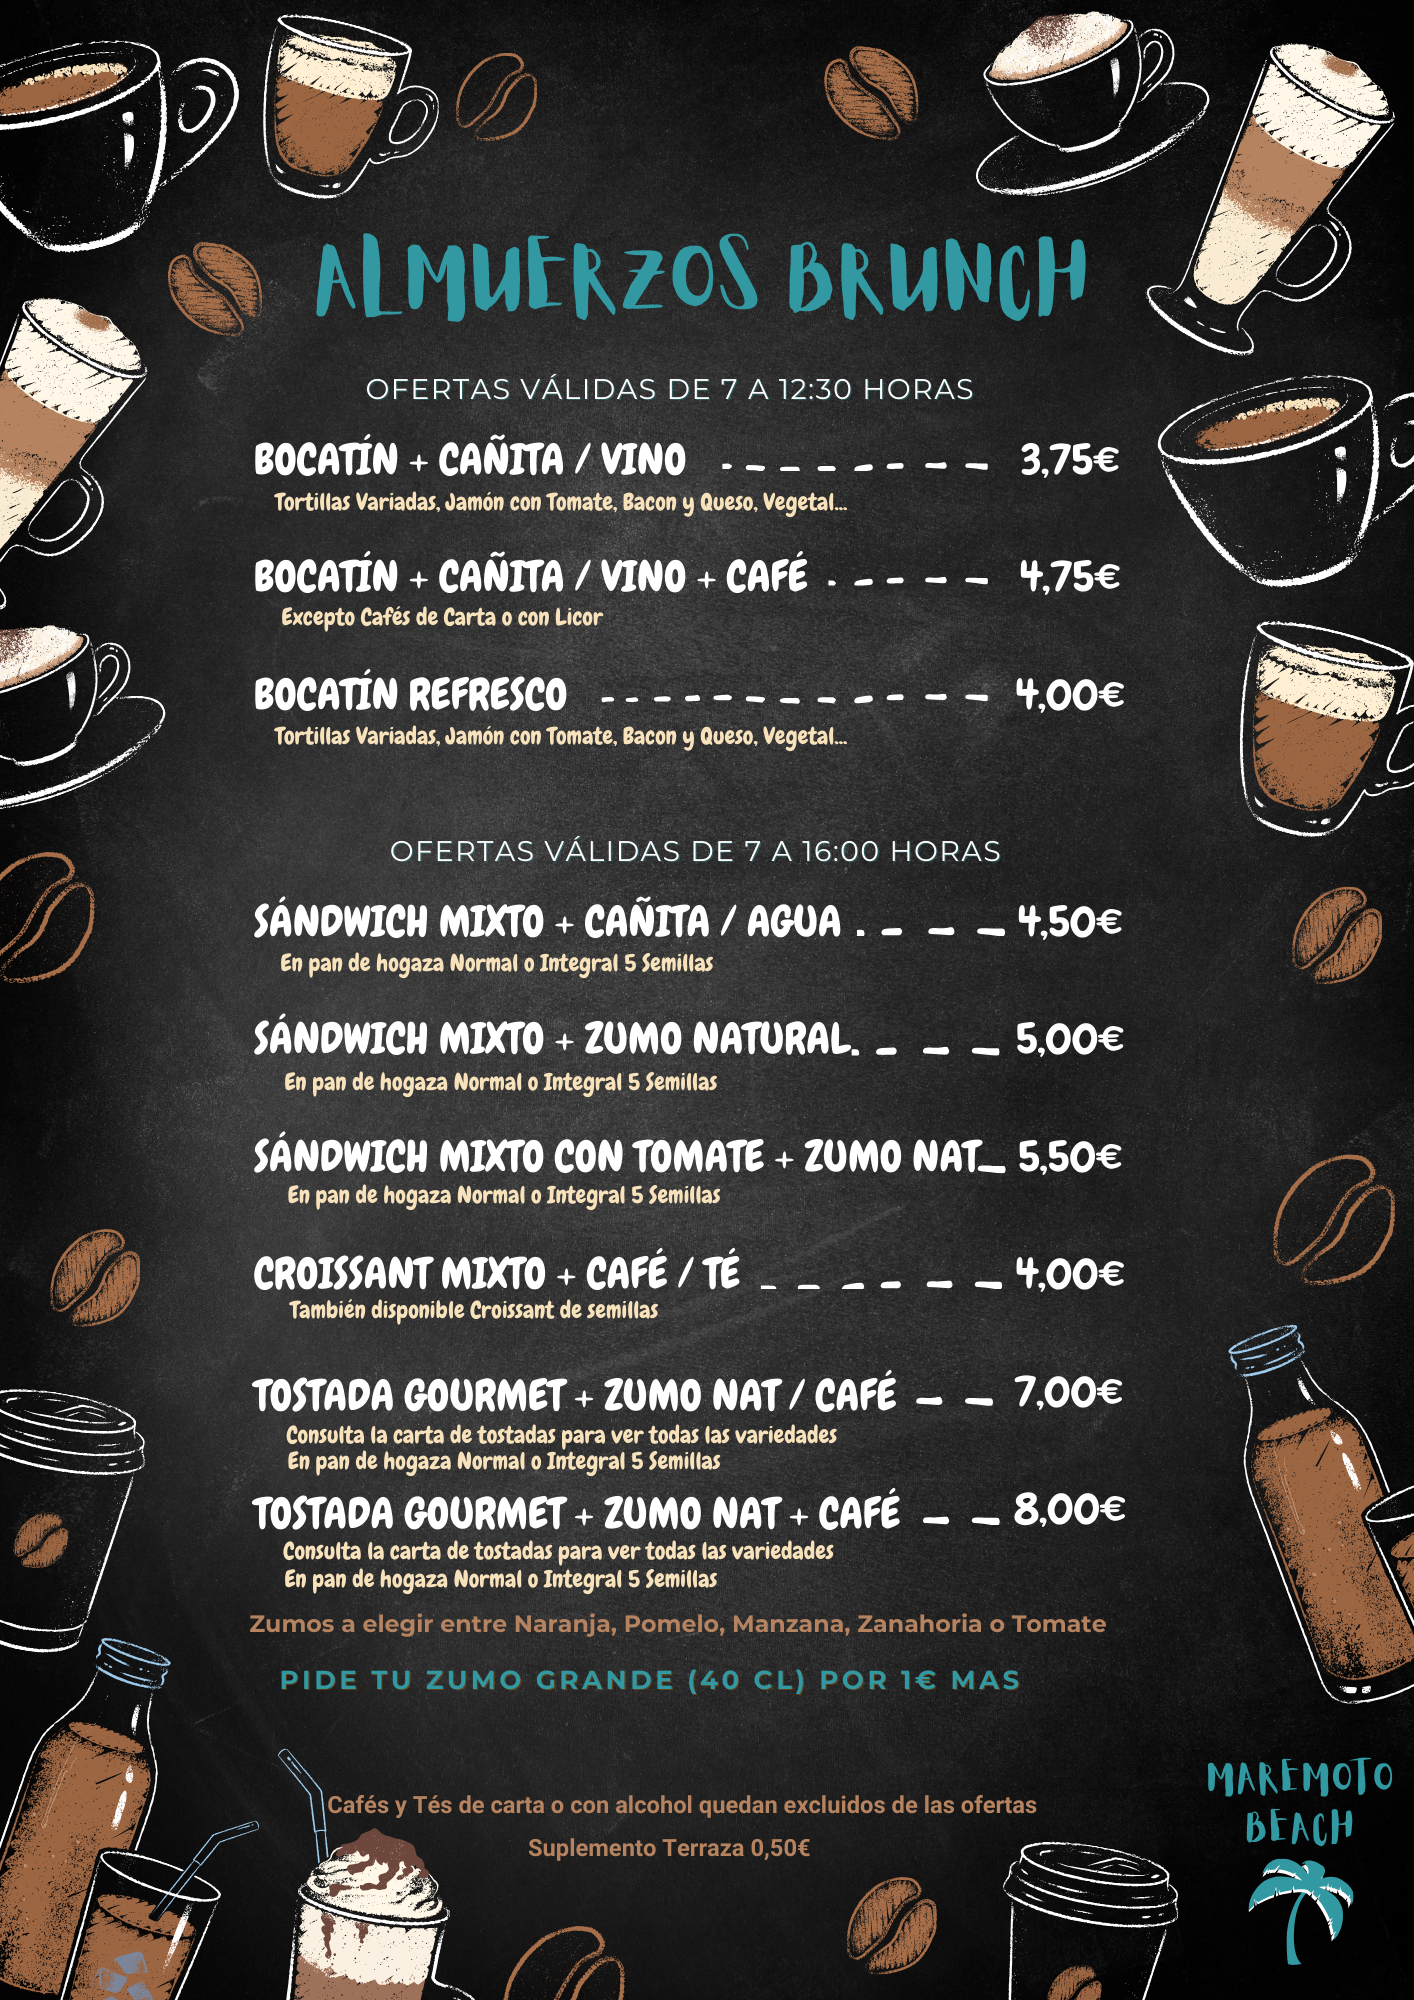 ALMUERZOS BRUNCH
OFERTAS VÁLIDAS DE 7 A 12:30 HORAS
BOCATÍN + CAÑITA / VINO 3,75€
Tortillas Variadas, Jamón con Tomate, Bacon y Queso, Vegetal...
BOCATÍN + CAÑITA / VINO + CAFÉ 4,75€
Excepto Cafés de Carta o con Licor
BOCATÍN REFRESCO 4,00€
Tortillas Variadas, Jamón con Tomate, Bacon y Queso, Vegetal...
OFERTAS VÁLIDAS DE 7 A 16:00 HORAS
SÁNDWICH MIXTO + CAÑITA / AGUA 4,50€
En pan de hogaza Normal o Integral 5 Semillas
SÁNDWICH MIXTO + ZUMO NATURAL 5,00€
En pan de hogaza Normal o Integral 5 Semillas
SÁNDWICH MIXTO CON TOMATE + ZUMO NAT. 5,50€
En pan de hogaza Normal o Integral 5 Semillas
CROISSANT MIXTO + CAFÉ / TÉ 4,00€
También disponible Croissant de semillas
TOSTADA GOURMET + ZUMO NAT / CAFÉ 7,00€
Consulta la carta de tostadas para ver todas las variedades
En pan de hogaza Normal o Integral 5 Semillas
TOSTADA GOURMET + ZUMO NAT + CAFÉ 8,00€
Consulta la carta de tostadas para ver todas las variedades
En pan de hogaza Normal o Integral 5 Semillas
Zumos a elegir entre Naranja, Pomelo, Manzana, Zanahoria o Tomate
PIDE TU ZUMO GRANDE (40 CL) POR 1€ MAS
Cafés y Tés de carta o con alcohol quedan excluidos de las ofertas
Suplemento Terraza 0,50€
MAREMOTO
BEACH